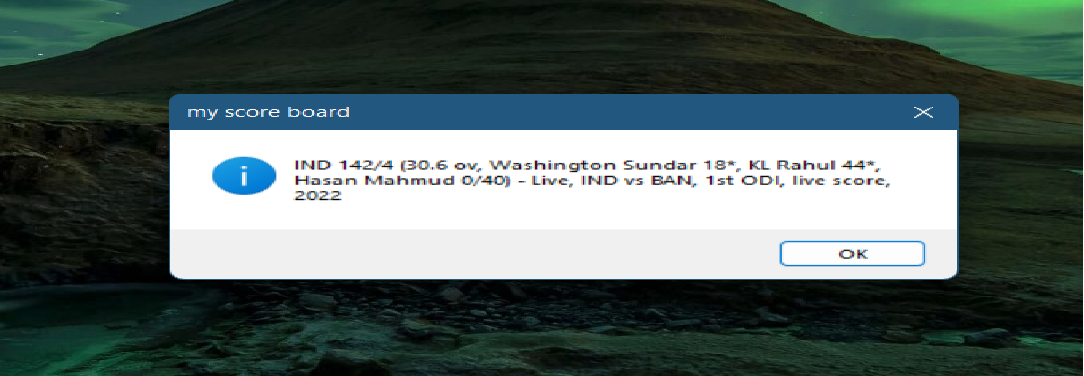 my score board
i
IND 142/4 (30.6 ov, Washington Sundar 18*, KL Rahul 44*,
Hasan Mahmud 0/40) - Live, IND vs BAN, 1st ODI, live score,
2022
OK